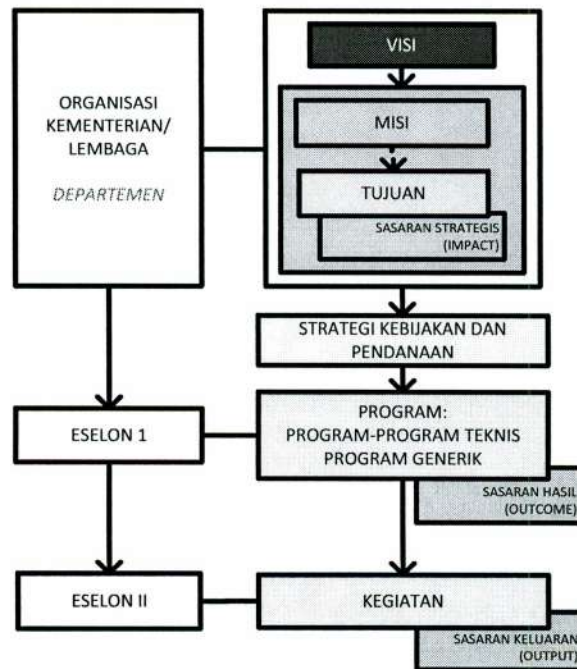 VISI
ORGANISASI
KEMENTERIAN/
LEMBAGA
DEPARTEMEN
MISI
TUJUAN
SASARAN STRATEGIS
(IMPACT)
STRATEGI KEBIJAKAN DAN
PENDANAAN
ESELON 1
PROGRAM:
PROGRAM-PROGRAM TEKNIS
PROGRAM GENERIK
SASARAN HASIL
(OUTCOME)
ESELON II
KEGIATAN
SASARAN KELUARAN
(OUTPUT)